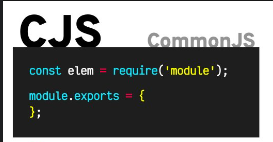 CJS
CommonJS
const elem = require('module');
module.exports = {
};